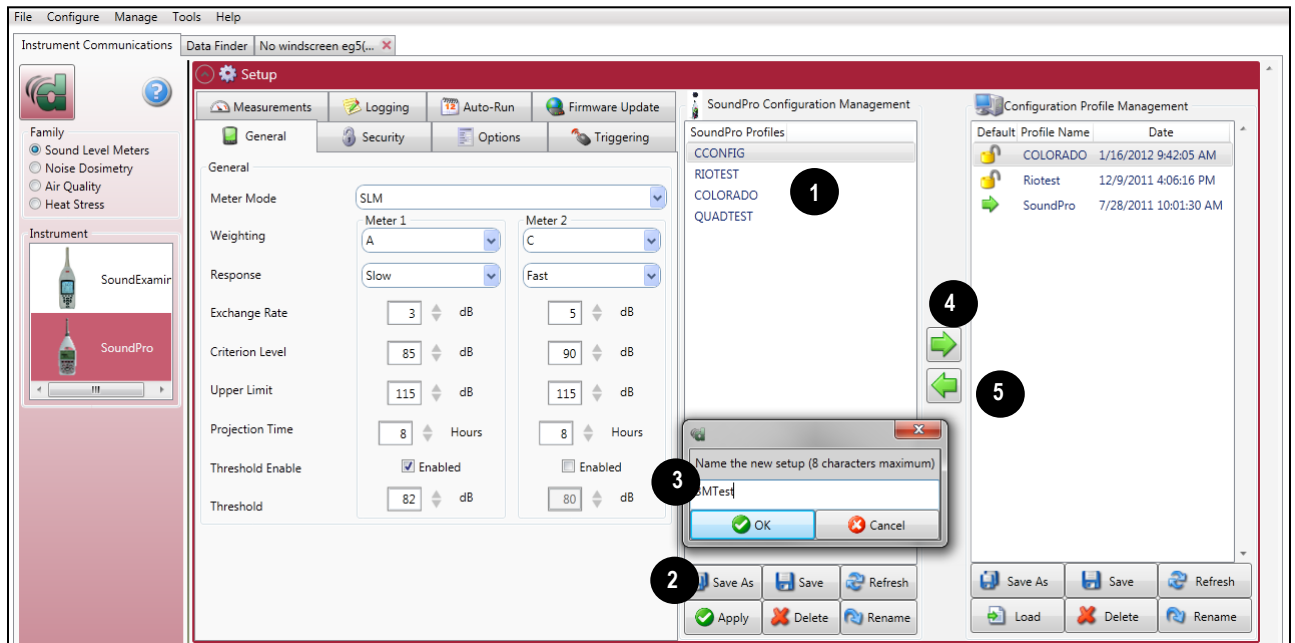 File Configure Manage Tools Help
Instrument Communications Data Finder No windscreen eg5(...
Setup
Family
Sound Level Meters
Noise Dosimetry
Air Quality
Heat Stress
Instrument
SoundExamir
SoundPro
Measurements Logging Auto-Run Firmware Update
General Security Options Triggering
General
Meter Mode SLM
Meter 1 Meter 2
Weighting A C
Response Slow Fast
Exchange Rate 3 dB 5 dB
Criterion Level 85 dB 90 dB
Upper Limit 115 dB 115 dB
Projection Time 8 Hours 8 Hours
Threshold Enable Enabled Enabled
Threshold 82 dB 80 dB
SoundPro Configuration Management
SoundPro Profiles
CCONFIG
RIOTEST
COLORADO
QUADTEST
1
4
5
Name the new setup (8 characters maximum)
3
MTest
OK Cancel
2
Save As Save Refresh
Apply Delete Rename
Configuration Profile Management
Default Profile Name Date
COLORADO 1/16/2012 9:42:05 AM
Riotest 12/9/2011 4:06:16 PM
SoundPro 7/28/2011 10:01:30 AM
Save As Save Refresh
Load Delete Rename